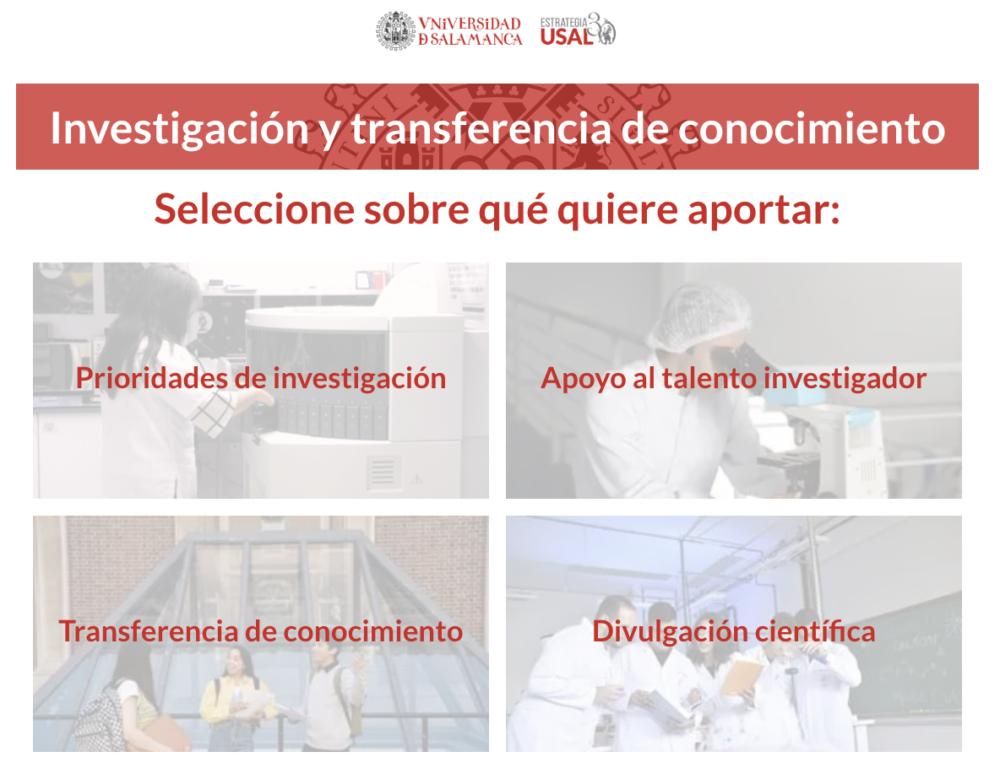 VNiVERSiDAD
D SALAMANCA
ESTRATEGIA
USAL
30
Investigación y transferencia de conocimiento
Seleccione sobre qué quiere aportar:
Prioridades de investigación
Apoyo al talento investigador
Transferencia de conocimiento
Divulgación científica